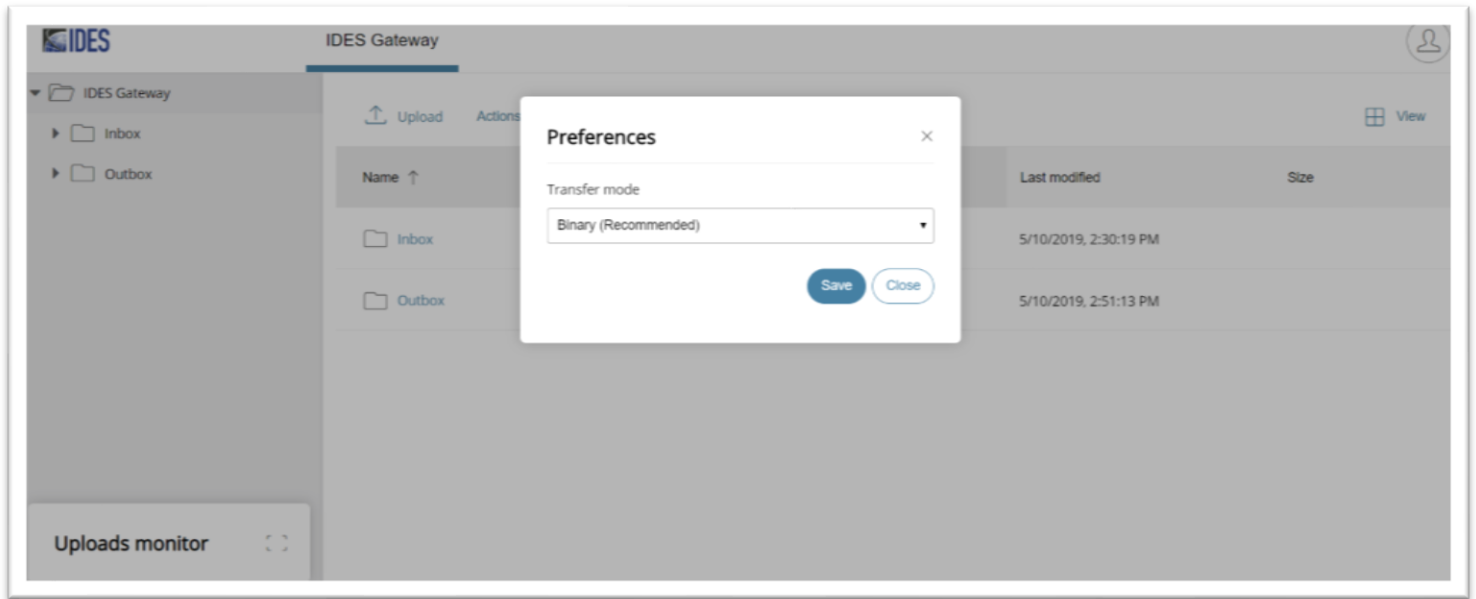 IDES
IDES Gateway
IDES Gateway
Inbox
Outbox
Upload Actions
View
Name ↑
Last modified
Size
Inbox
5/10/2019, 2:30:19 PM
Outbox
5/10/2019, 2:51:13 PM
Preferences
Transfer mode
Binary (Recommended)
Save
Close
Uploads monitor